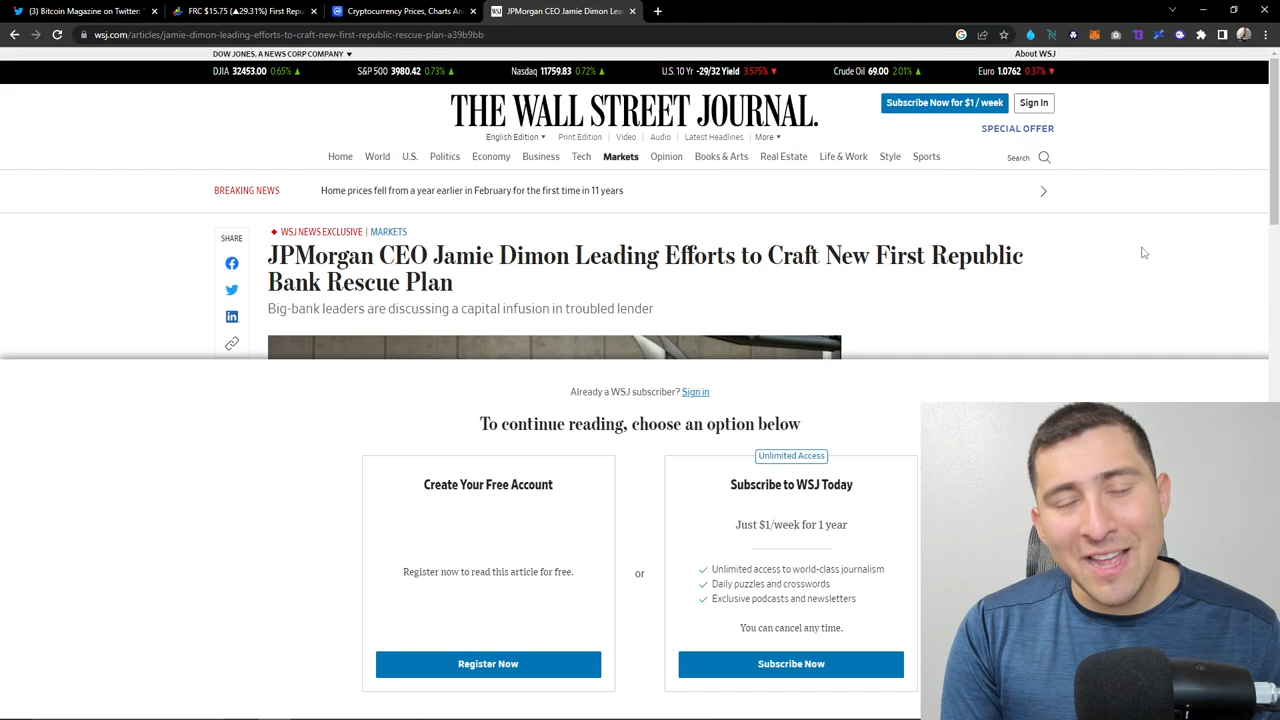 (3) Bitcoin Magazine on Twitter:
FRC $15.75 (▲29.31%) First Repu
Cryptocurrency Prices, Charts An
JPMorgan CEO Jamie Dimon Lea
wsj.com/articles/jamie-dimon-leading-efforts-to-craft-new-first-republic-rescue-plan-a39b9bb
DOW JONES, A NEWS CORP COMPANY ▼
About WSJ
DJIA 32453.00 0.65% ▲
S&P 500 3980.42 0.73% ▲
Nasdaq 11759.83 0.72% ▲
U.S. 10 Yr -29/32 Yield 3.575% ▼
Crude Oil 69.00 2.01% ▲
Euro 1.0762 0.37% ▼
THE WALL STREET JOURNAL.
Subscribe Now for $1 / week
Sign In
SPECIAL OFFER
English Edition ▼ Print Edition Video Audio Latest Headlines More ▼
Home World U.S. Politics Economy Business Tech Markets Opinion Books & Arts Real Estate Life & Work Style Sports
Search
BREAKING NEWS
Home prices fell from a year earlier in February for the first time in 11 years
SHARE
WSJ NEWS EXCLUSIVE | MARKETS
JPMorgan CEO Jamie Dimon Leading Efforts to Craft New First Republic
Bank Rescue Plan
Big-bank leaders are discussing a capital infusion in troubled lender
Already a WSJ subscriber? Sign in
To continue reading, choose an option below
Create Your Free Account
Register now to read this article for free.
Register Now
or
Unlimited Access
Subscribe to WSJ Today
Just $1/week for 1 year
Unlimited access to world-class journalism
Daily puzzles and crosswords
Exclusive podcasts and newsletters
You can cancel any time.
Subscribe Now